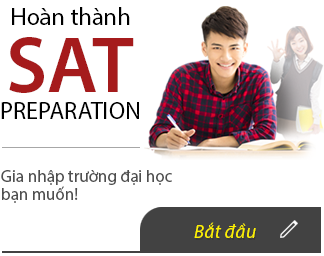 Hoàn thành
SAT
PREPARATION
Gia nhập trường đại học
bạn muốn!
Bắt đầu